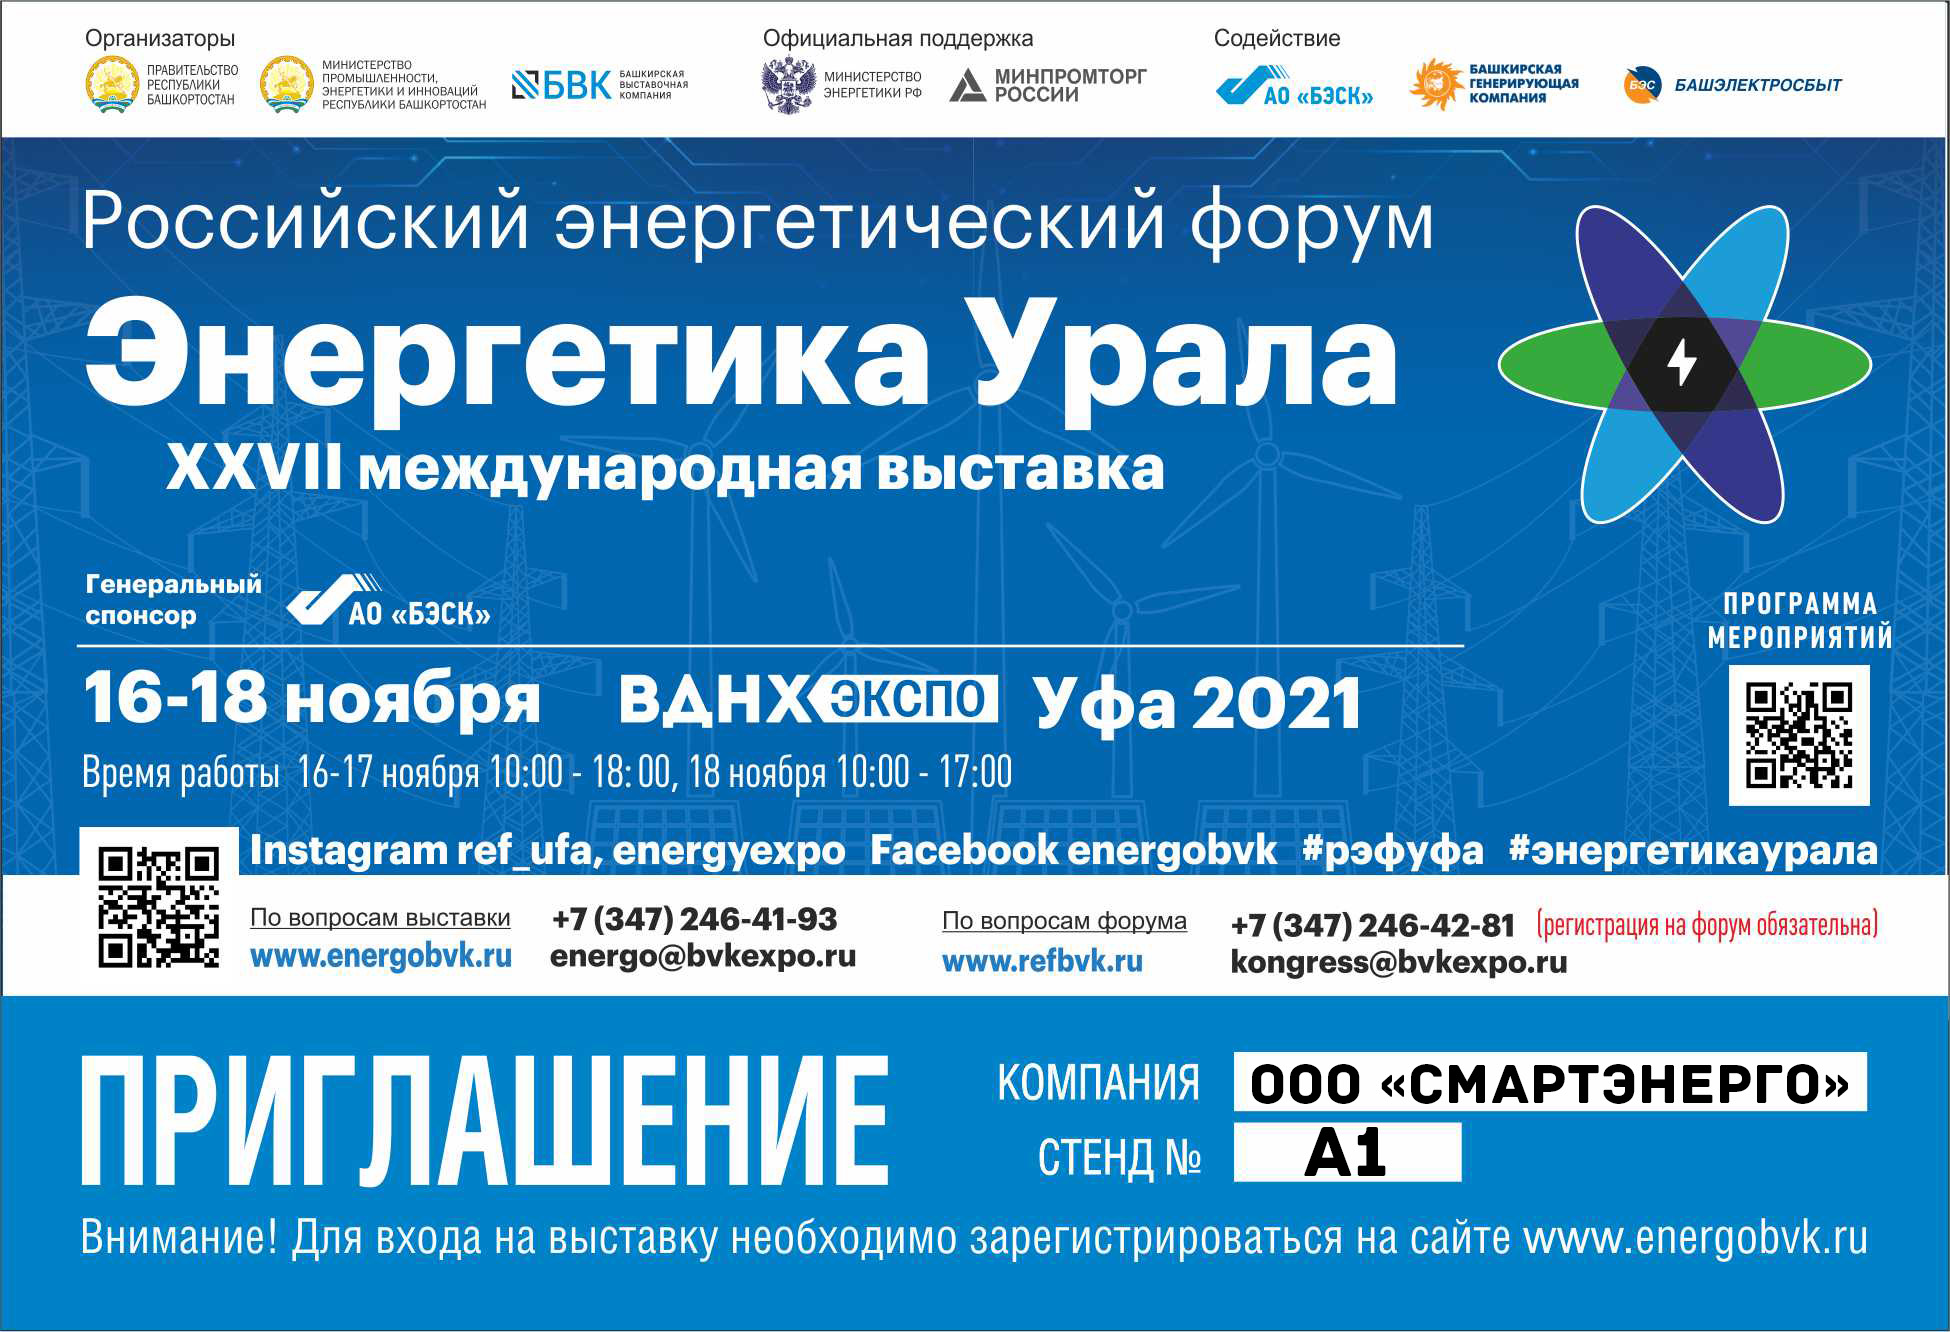 Организаторы
Официальная поддержка
Содействие
ПРАВИТЕЛЬСТВО
РЕСПУБЛИКИ
БАШКОРТОСТАН
МИНИСТЕРСТВО
ПРОМЫШЛЕННОСТИ,
ЭНЕРГЕТИКИ И ИННОВАЦИЙ
РЕСПУБЛИКИ БАШКОРТОСТАН
БВК
БАШКИРСКАЯ
ВЫСТАВОЧНАЯ
КОМПАНИЯ
МИНИСТЕРСТВО
ЭНЕРГЕТИКИ РФ
МИНПРОМТОРГ
РОССИИ
АО «БЭСК»
БАШКИРСКАЯ
ГЕНЕРИРУЮЩАЯ
КОМПАНИЯ
БЭС
БАШЭЛЕКТРОСБЫТ
Российский энергетический форум
Энергетика Урала
XXVII международная выставка
Генеральный
спонсор
АО «БЭСК»
ПРОГРАММА
МЕРОПРИЯТИЙ
16-18 ноября ВДНХ ЭКСПО Уфа 2021
Время работы 16-17 ноября 10:00 - 18:00, 18 ноября 10:00 - 17:00
Instagram ref_ufa, energyexpo Facebook energobvk #рэфуфа #энергетикаурала
По вопросам выставки
www.energobvk.ru
+7 (347) 246-41-93
energo@bvkexpo.ru
По вопросам форума
www.refbvk.ru
+7 (347) 246-42-81 (регистрация на форум обязательна)
kongress@bvkexpo.ru
ПРИГЛАШЕНИЕ
КОМПАНИЯ ООО «СМАРТЭНЕРГО»
СТЕНД № А1
Внимание! Для входа на выставку необходимо зарегистрироваться на сайте www.energobvk.ru